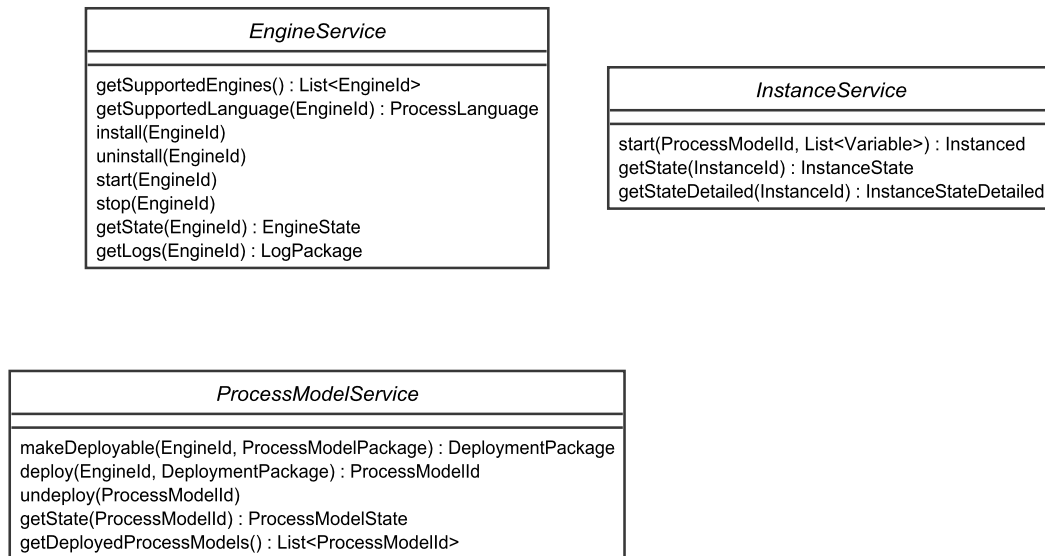 EngineService
getSupportedEngines() : List<EngineId>
getSupportedLanguage(EngineId) : ProcessLanguage
install(EngineId)
uninstall(EngineId)
start(EngineId)
stop(EngineId)
getState(EngineId) : EngineState
getLogs(EngineId) : LogPackage
InstanceService
start(ProcessModelId, List<Variable>) : Instanced
getState(InstanceId) : InstanceState
getStateDetailed(InstanceId) : InstanceStateDetailed
ProcessModelService
makeDeployable(EngineId, ProcessModelPackage) : DeploymentPackage
deploy(EngineId, DeploymentPackage) : ProcessModelId
undeploy(ProcessModelId)
getState(ProcessModelId) : ProcessModelState
getDeployedProcessModels() : List<ProcessModelId>